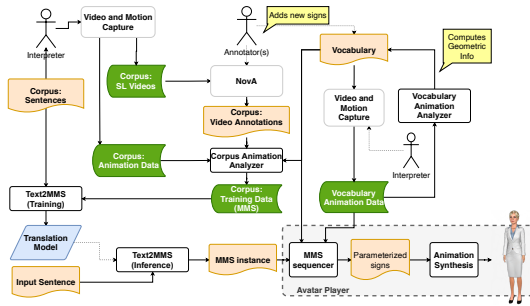 Video and Motion
Capture
Interpreter
Annotator(s)
Adds new signs
Vocabulary
Computes
Geometric
Info
Corpus:
Sentences
Corpus:
SL Videos
NovA
Video and
Motion
Capture
Vocabulary
Animation
Analyzer
Corpus:
Video Annotations
Corpus:
Animation Data
Corpus Animation
Analyzer
Interpreter
Text2MMS
(Training)
Corpus:
Training Data
(MMS)
Vocabulary
Animation Data
Translation
Model
Text2MMS
(Inference)
MMS instance
MMS
sequencer
Parameterized
signs
Animation
Synthesis
Input Sentence
Avatar Player